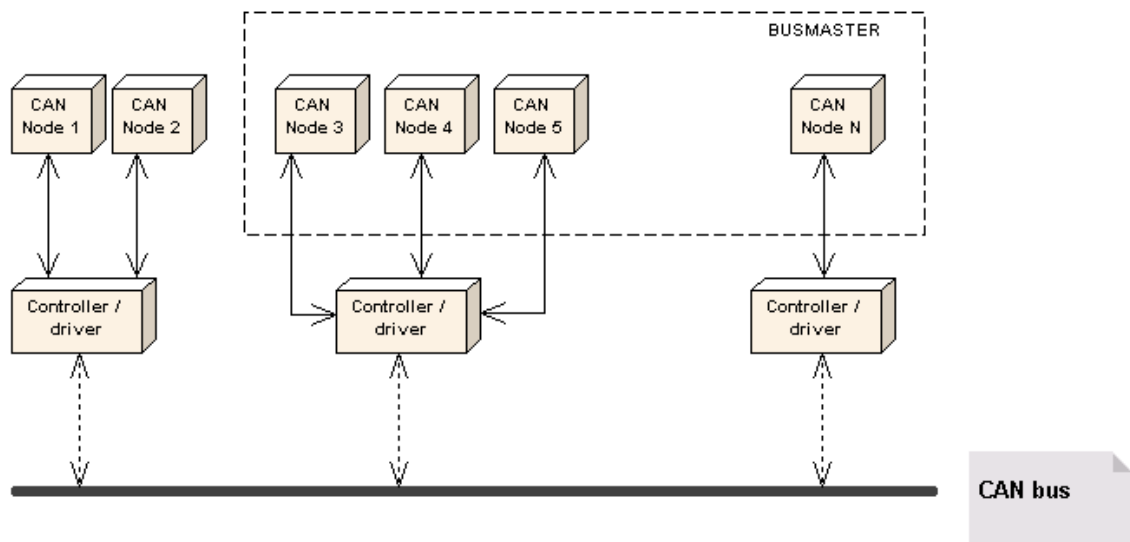 BUSMASTER
CAN
Node 1
CAN
Node 2
CAN
Node 3
CAN
Node 4
CAN
Node 5
CAN
Node N
Controller /
driver
Controller /
driver
Controller /
driver
CAN bus